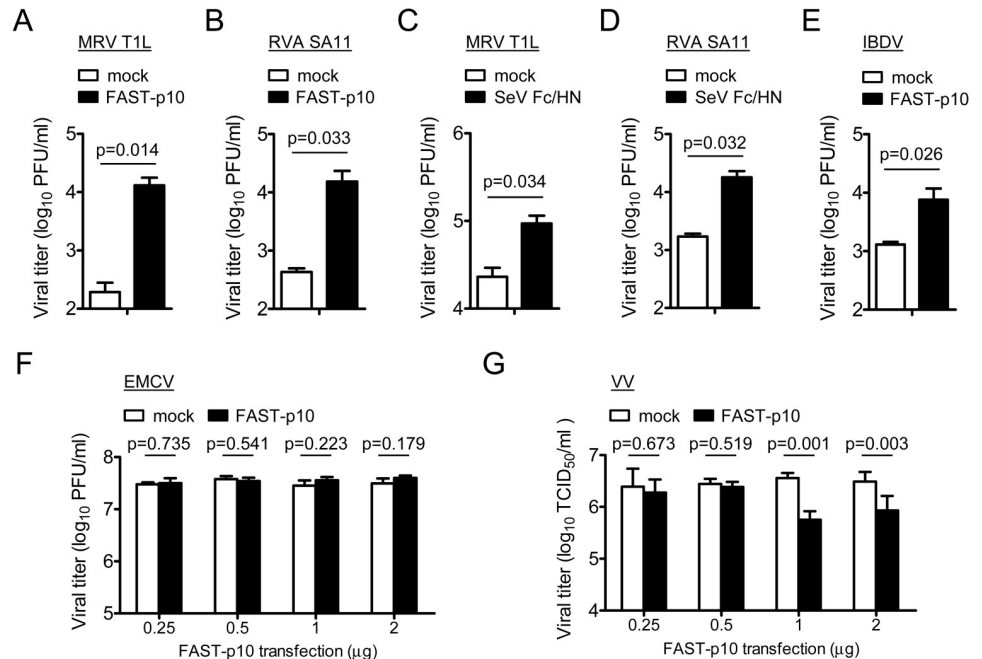 A
MRV T1L
mock
FAST-p10
Viral titer (log10 PFU/ml)
5
4
3
2
p=0.014
B
RVA SA11
mock
FAST-p10
Viral titer (log10 PFU/ml)
5
4
3
2
p=0.033
C
MRV T1L
mock
SeV Fc/HN
Viral titer (log10 PFU/ml)
6
5
4
p=0.034
D
RVA SA11
mock
SeV Fc/HN
Viral titer (log10 PFU/ml)
5
4
3
2
p=0.032
E
IBDV
mock
FAST-p10
Viral titer (log10 PFU/ml)
5
4
3
2
p=0.026
F
EMCV
mock FAST-p10
p=0.735 p=0.541 p=0.223 p=0.179
Viral titer (log10 PFU/ml)
8
7
6
5
0.25 0.5 1 2
FAST-p10 transfection (μg)
G
VV
mock FAST-p10
p=0.673 p=0.519 p=0.001 p=0.003
Viral titer (log10 TCID50/ml )
7
6
5
4
0.25 0.5 1 2
FAST-p10 transfection (μg)